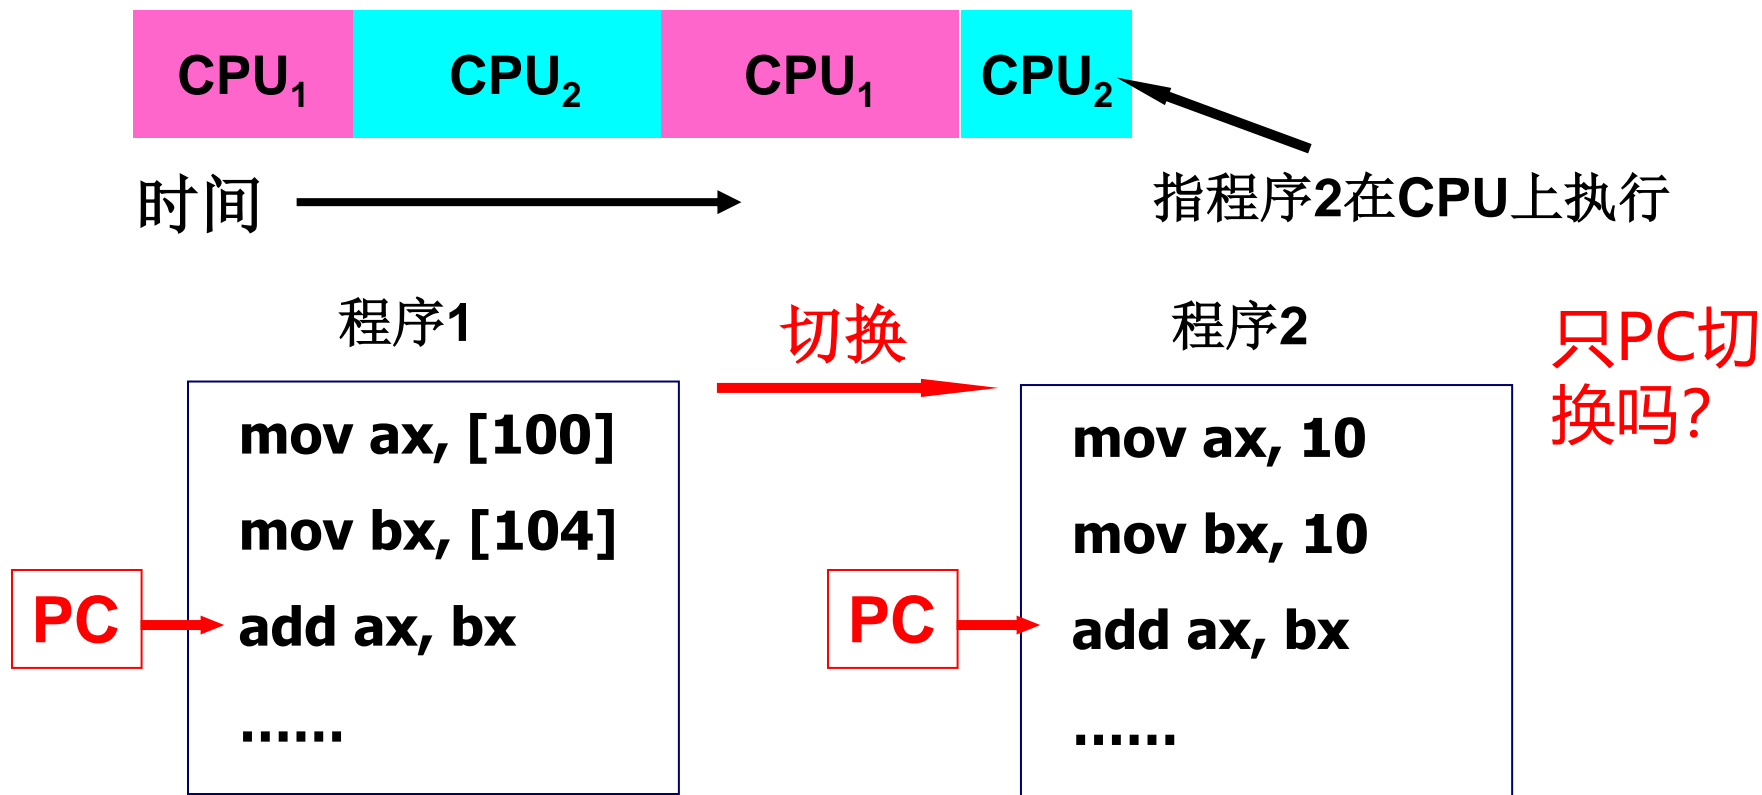 CPU₁ CPU₂ CPU₁ CPU₂
时间
指程序2在CPU上执行
程序1
切换
程序2
只PC切
换吗?
mov ax, [100]
mov bx, [104]
PC
add ax, bx
......
mov ax, 10
mov bx, 10
PC
add ax, bx
......